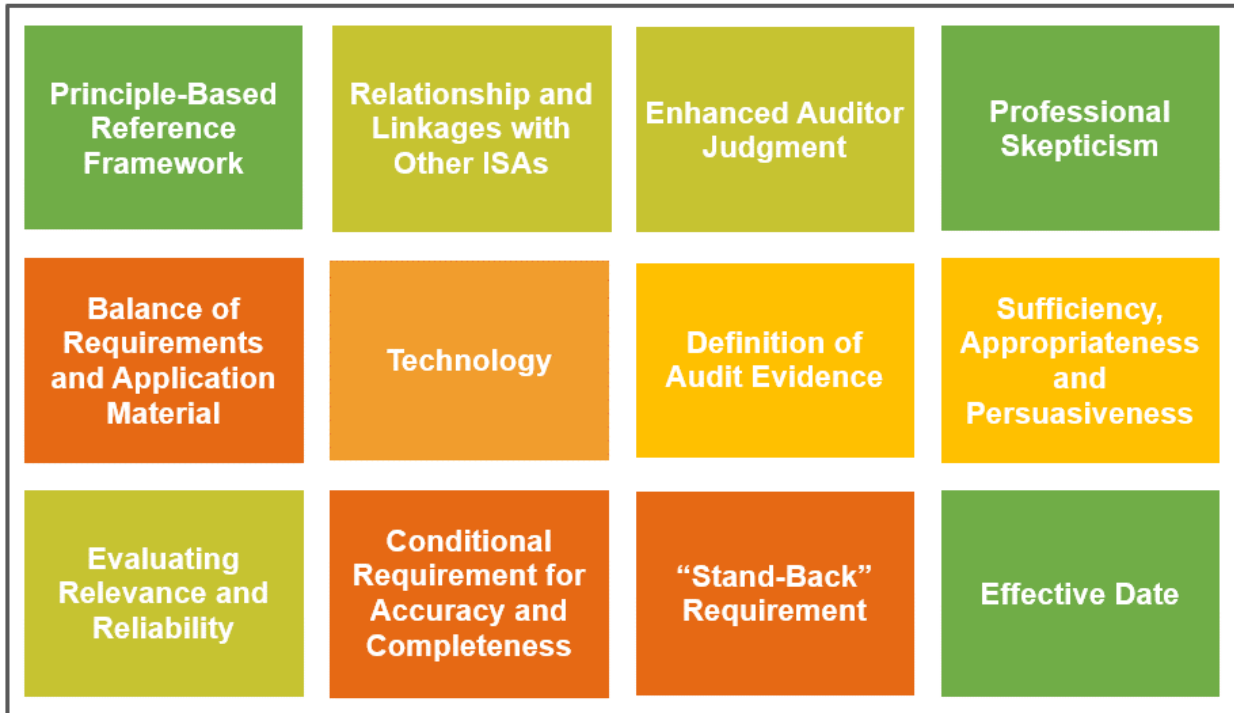 Principle-Based
Reference
Framework
Relationship and
Linkages with
Other ISAs
Enhanced Auditor
Judgment
Professional
Skepticism
Balance of
Requirements
and Application
Material
Technology
Definition of
Audit Evidence
Sufficiency,
Appropriateness
and
Persuasiveness
Evaluating
Relevance and
Reliability
Conditional
Requirement for
Accuracy and
Completeness
“Stand-Back”
Requirement
Effective Date